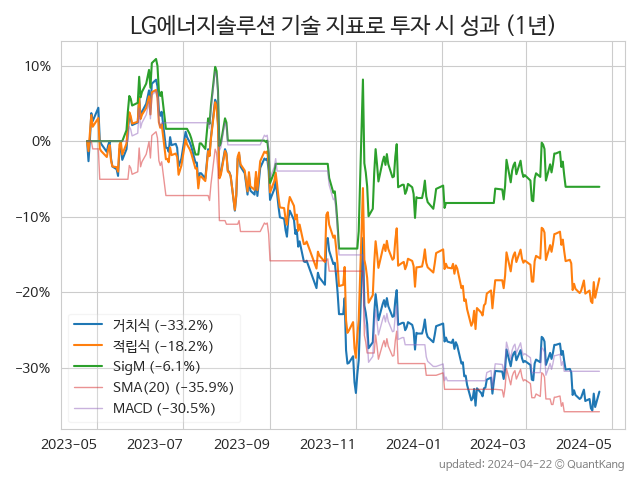 LG에너지솔루션 기술 지표로 투자 시 성과 (1년)
10%
0%
−10%
−20%
−30%
거치식 (−33.2%)
적립식 (−18.2%)
SigM (−6.1%)
SMA(20) (−35.9%)
MACD (−30.5%)
2023−05 2023−07 2023−09 2023−11 2024−01 2024−03 2024−05
updated: 2024−04−22 © QuantKang